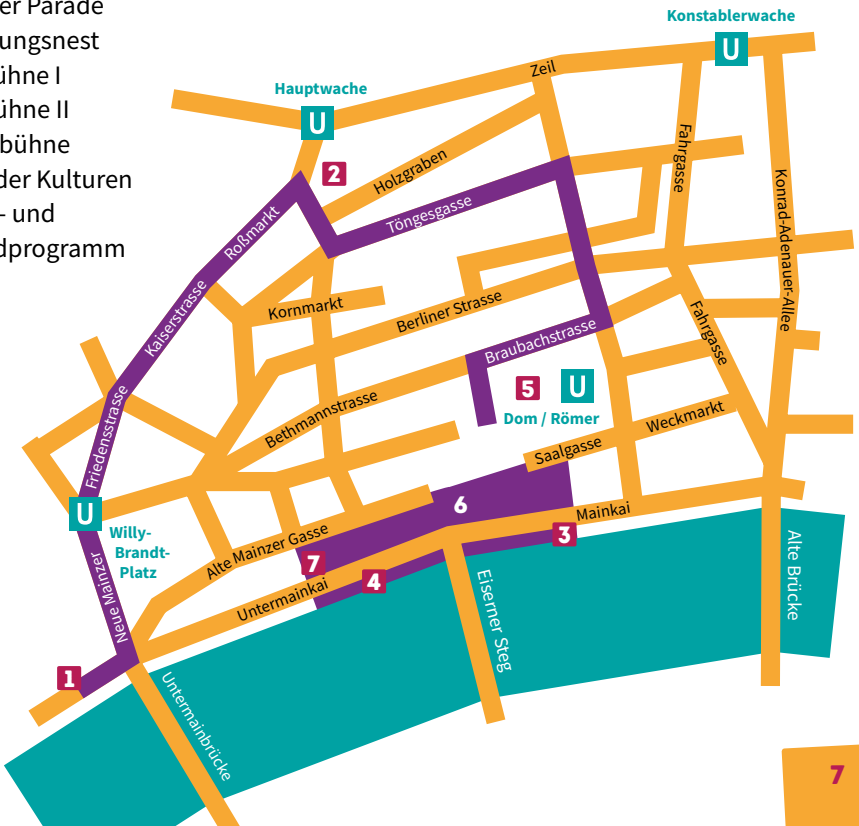 er Parade
ungsnest
ühne I
ühne II
bühne
der Kulturen
- und
dprogramm
Konstablerwache
U
Zeil
Hauptwache
U
2
Holzgraben
Fahrgasse
Konrad-Adenauer-Allee
Roßmarkt
Töngesgasse
Kaiserstrasse
Kornmarkt
Berliner Strasse
Fahrgasse
Braubachstrasse
5
U
Dom / Römer
Friedensstrasse
Bethmannstrasse
Weckmarkt
Saalgasse
U
Willy-
Brandt-
Platz
6
Mainkai
3
Alte Mainzer Gasse
7
4
Untermainkai
Neue Mainzer
Eiserner Steg
Alte Brücke
1
Untermainbrücke
7